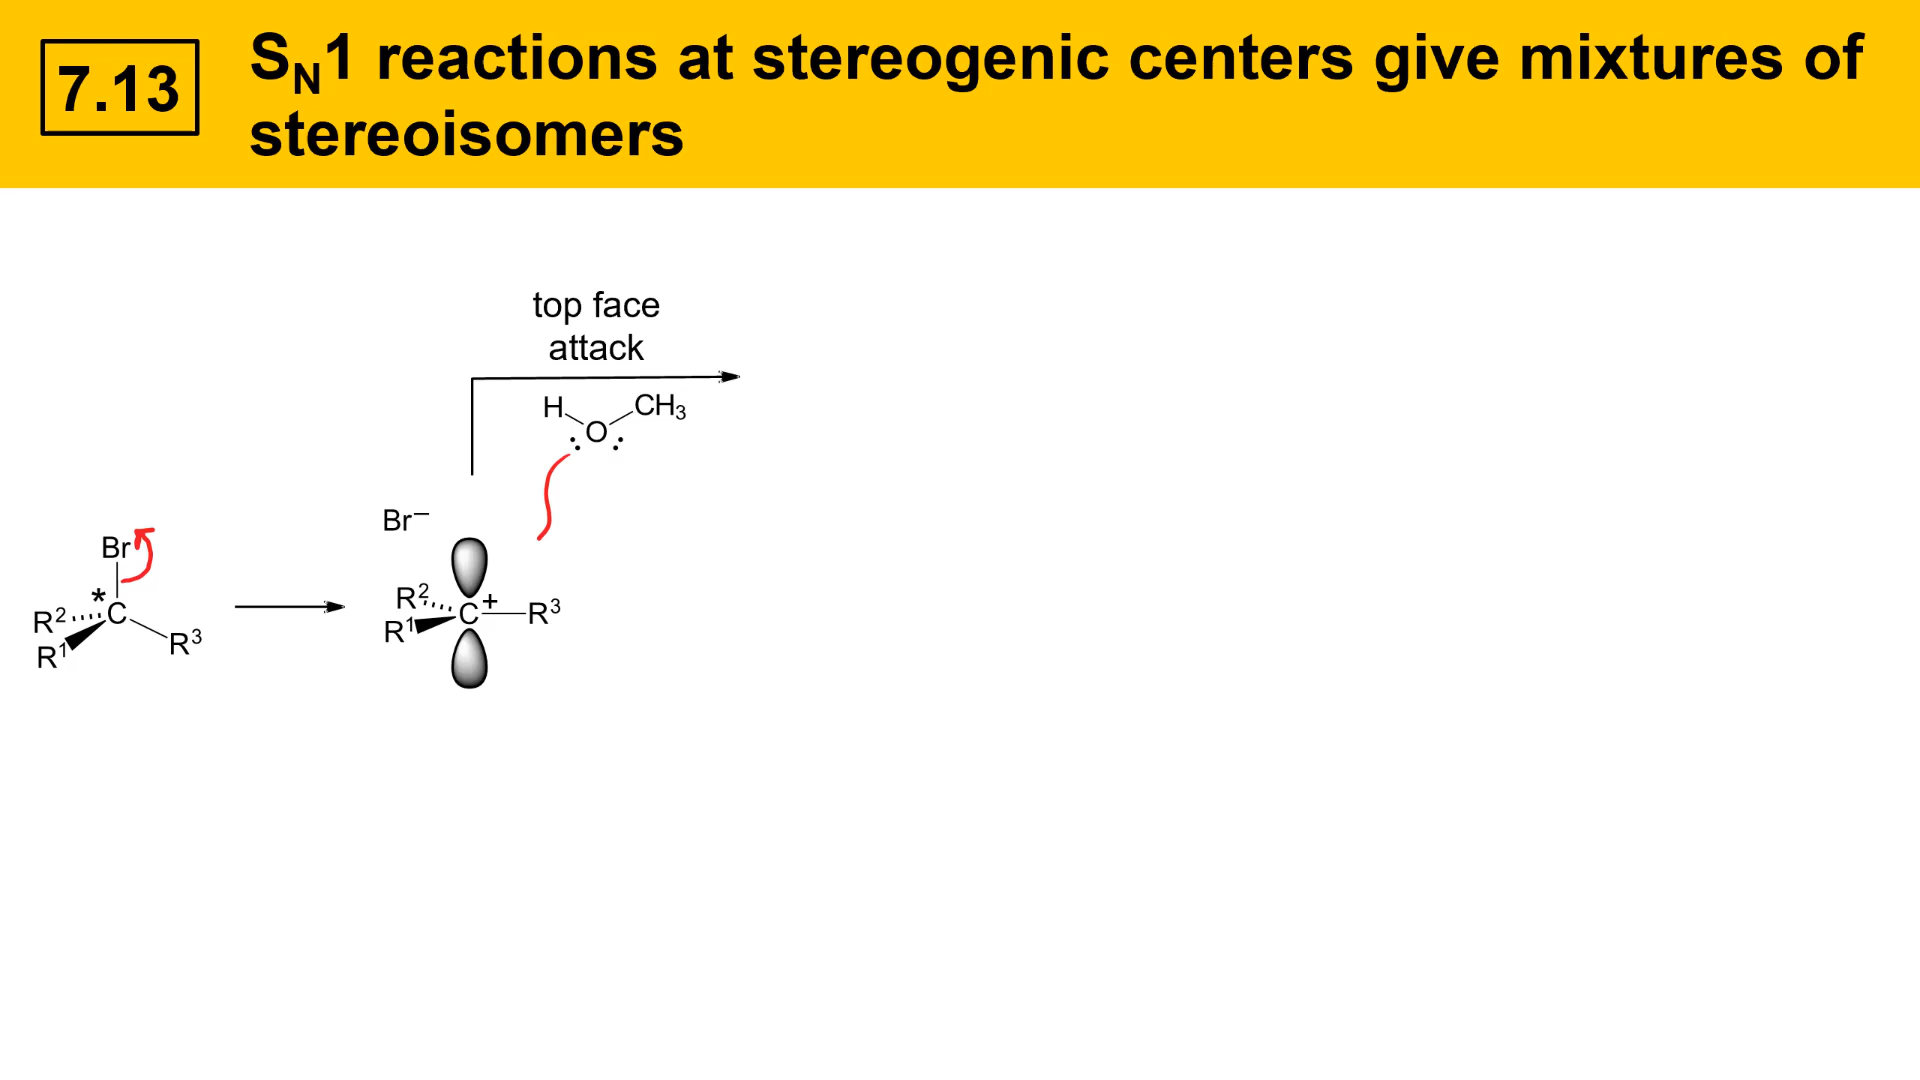 7.13
S_N1 reactions at stereogenic centers give mixtures of
stereoisomers
top face
attack
H O CH₃
Br⁻
Br
* C
R² R¹ R³
R² C + R³
R¹